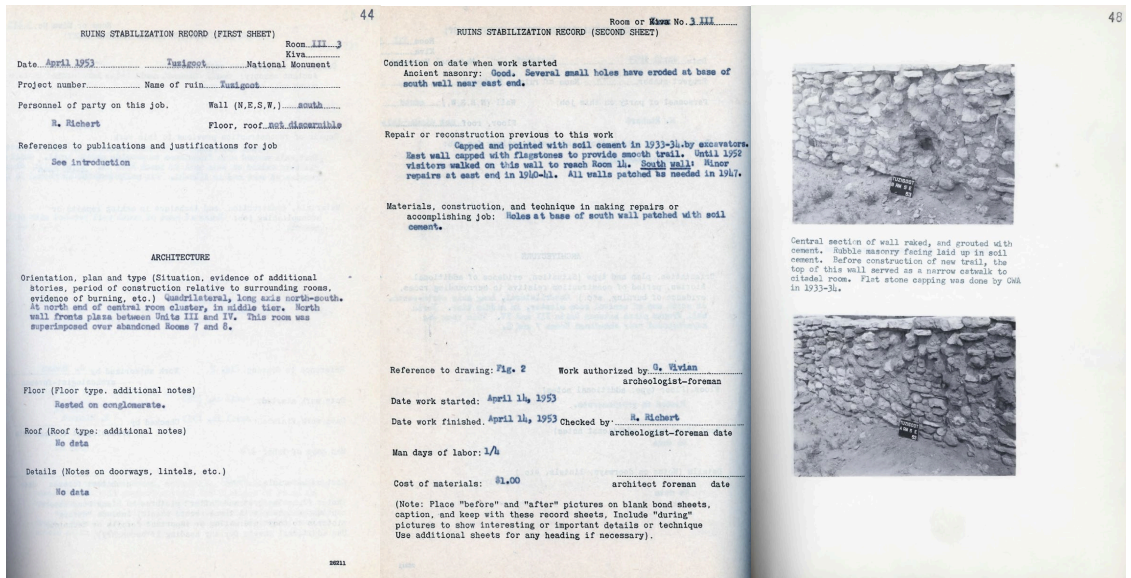 44
RUINS STABILIZATION RECORD (FIRST SHEET)
Room III 3
Kiva
Date April 1953 Tuzigoot National Monument
Project number Name of ruin Tuzigoot
Personnel of party on this job. Wall (N,E,S,W,) south
R. Richert Floor, roof not discernible
References to publications and justifications for job
See introduction
ARCHITECTURE
Orientation, plan and type (Situation, evidence of additional
stories, period of construction relative to surrounding rooms,
evidence of burning, etc.) Quadrilateral, long axis north-south.
At north end of central room cluster, in middle tier. North
wall fronts plaza between Units III and IV. This room was
superimposed over abandoned Rooms 7 and 8.
Floor (Floor type, additional notes)
Rested on conglomerate.
Roof (Roof type: additional notes)
No data
Details (Notes on doorways, lintels, etc.)
No data
26211
Room or Kiva No. 3 III
RUINS STABILIZATION RECORD (SECOND SHEET)
Condition on date when work started
Ancient masonry: Good. Several small holes have eroded at base of
south wall near east end.
Repair or reconstruction previous to this work
Capped and pointed with soil cement in 1933-34.by excavators.
East wall capped with flagstones to provide smooth trail. Until 1952
visitors walked on this wall to reach Room 14. South wall: Minor
repairs at east end in 1940-41. All walls patched as needed in 1947.
Materials, construction, and technique in making repairs or
accomplishing job: Holes at base of south wall patched with soil
cement.
Reference to drawing: Fig. 2 Work authorized by G. Vivian
archeologist-foreman
Date work started: April 14, 1953
Date work finished. April 14, 1953 Checked by R. Richert
archeologist-foreman date
Man days of labor: 1/4
Cost of materials: $1.00
architect foreman date
(Note: Place "before" and "after" pictures on blank bond sheets,
caption, and keep with these record sheets, Include "during"
pictures to show interesting or important details or technique
Use additional sheets for any heading if necessary).
48
TUZIGOOT
Central section of wall raked, and grouted with
cement. Rubble masonry facing laid up in soil
cement. Before construction of new trail, the
top of this wall served as a narrow catwalk to
citadel room. Flat stone capping was done by CWA
in 1933-34.
TUZIGOOT